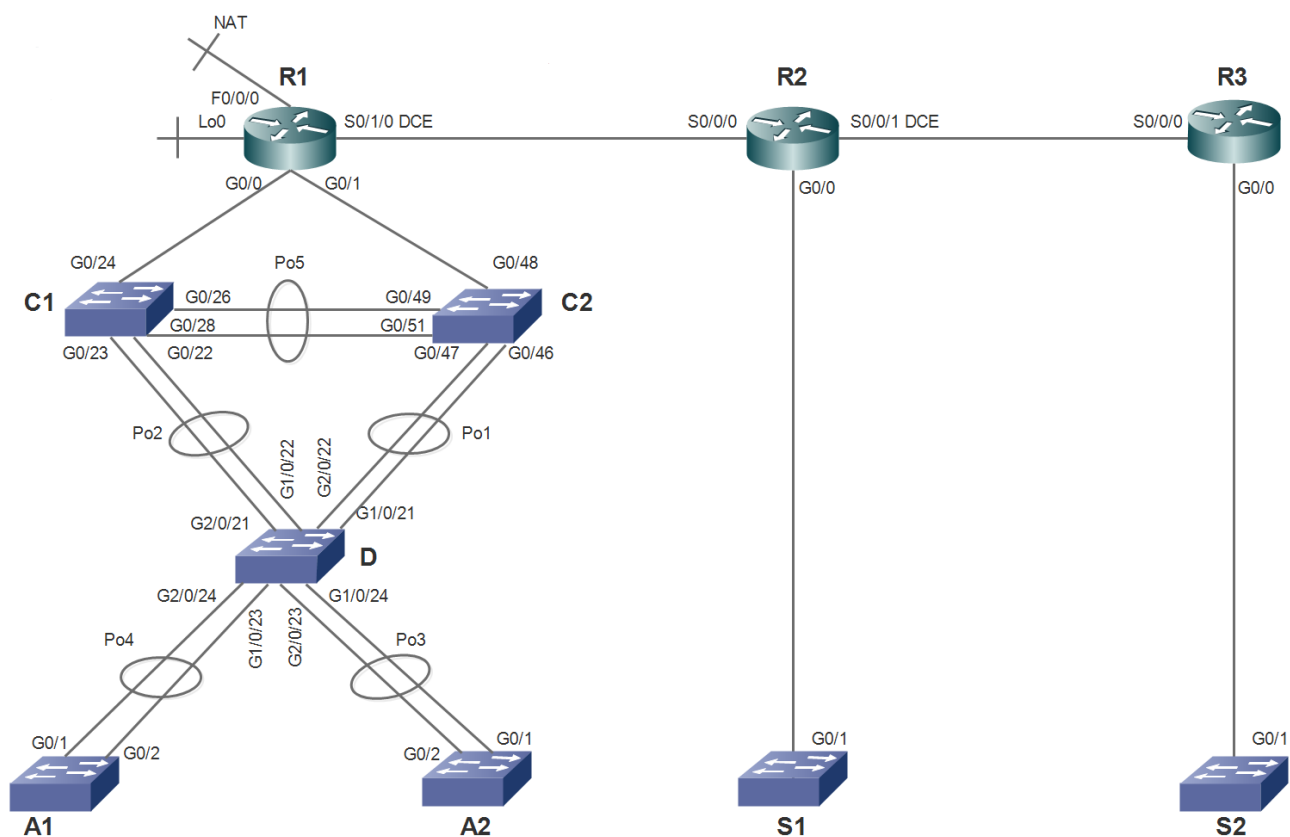 NAT
R1
R2
R3
F0/0/0
Lo0
S0/1/0 DCE
S0/0/0
S0/0/1 DCE
S0/0/0
G0/0
G0/1
G0/0
G0/0
G0/24
Po5
G0/48
C1
G0/26
G0/49
C2
G0/28
G0/51
G0/23
G0/22
G0/47
G0/46
Po2
G1/0/22
G2/0/22
Po1
G2/0/21
G1/0/21
D
G2/0/24
G1/0/23
G2/0/23
G1/0/24
Po4
Po3
G0/1
G0/2
G0/2
G0/1
G0/1
G0/1
A1
A2
S1
S2